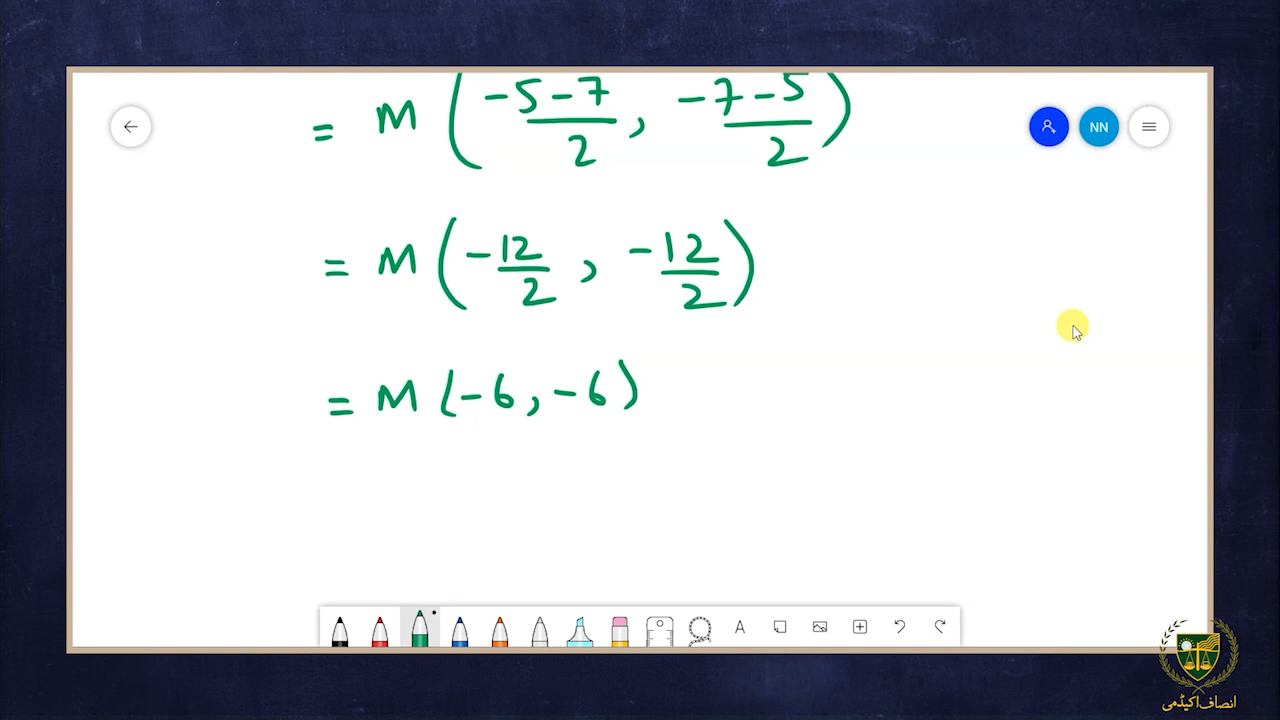 = M (-5-7/2, -7-5/2)
NN
= M (-12/2, -12/2)
= M (-6, -6)
A
انصاف اکیڈمی